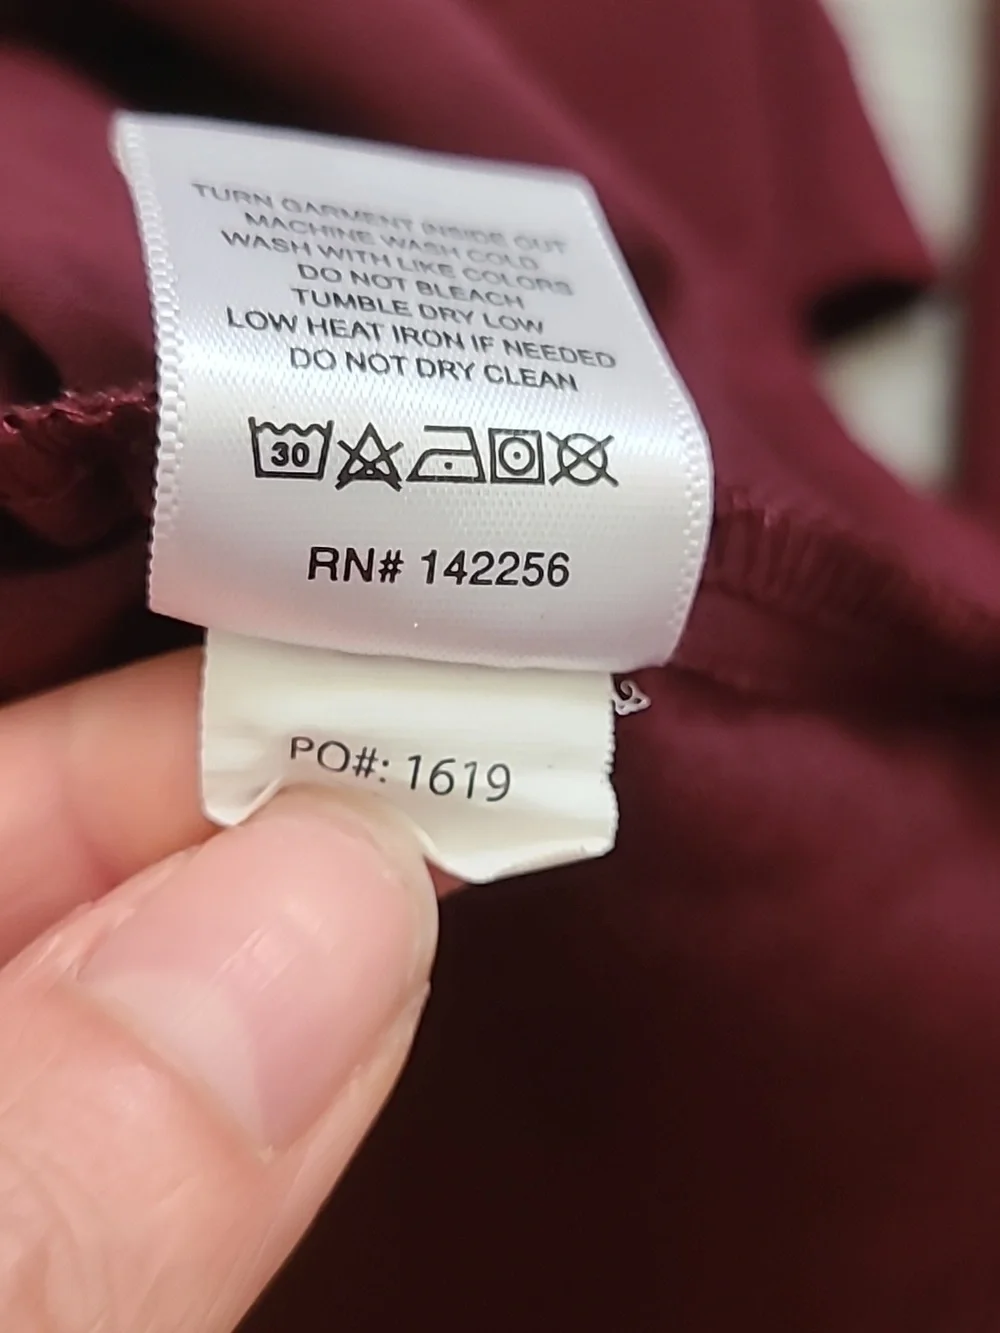 TURN GARMENT INSIDE OUT
MACHINE WASH COLD
WASH WITH LIKE COLORS
DO NOT BLEACH
TUMBLE DRY LOW
LOW HEAT IRON IF NEEDED
DO NOT DRY CLEAN
30
RN# 142256
PO#: 1619